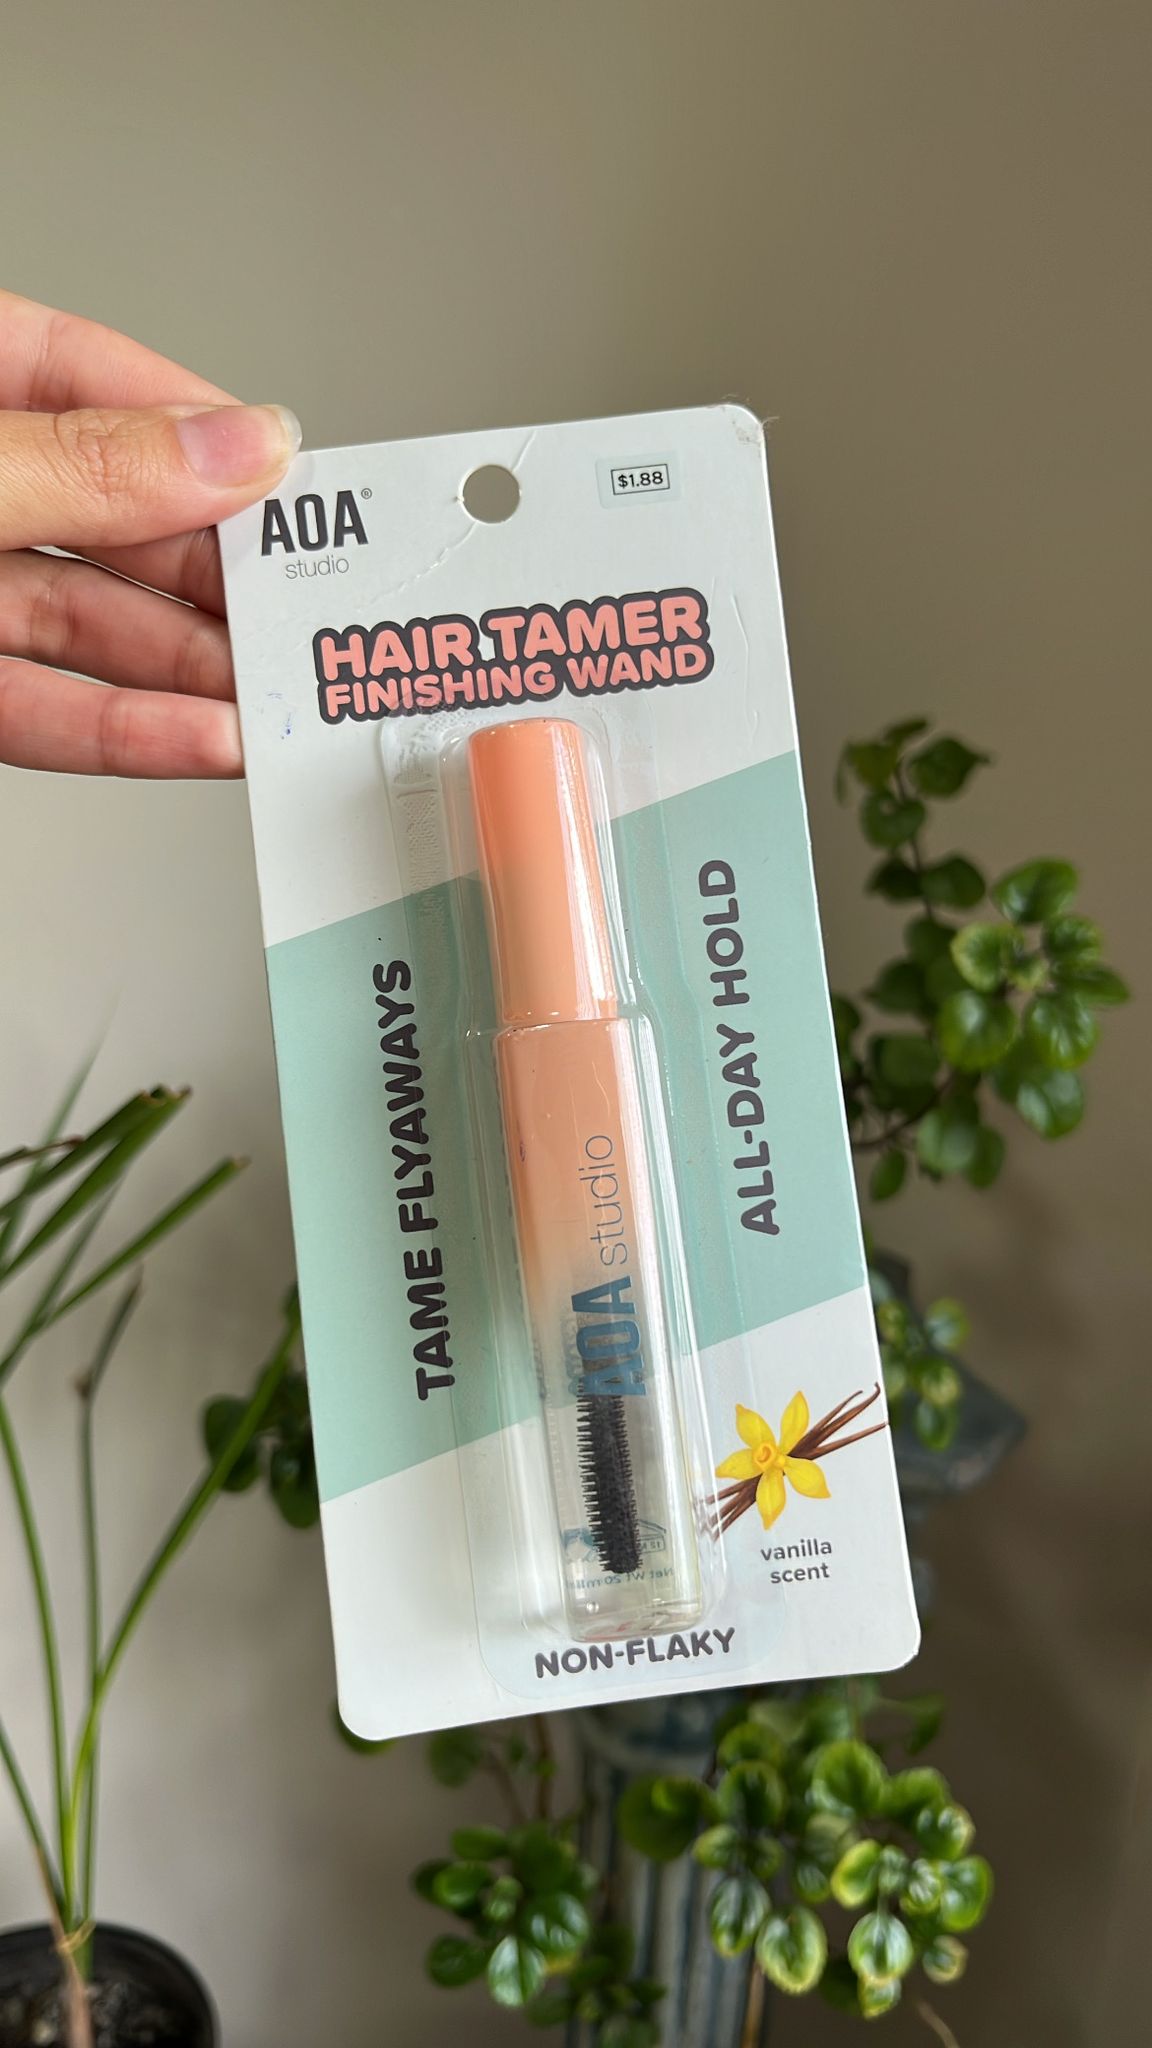 AOA®
studio
$1.88
HAIR TAMER
FINISHING WAND
TAME FLYAWAYS
ALL-DAY HOLD
AOA studio
vanilla
scent
NON-FLAKY